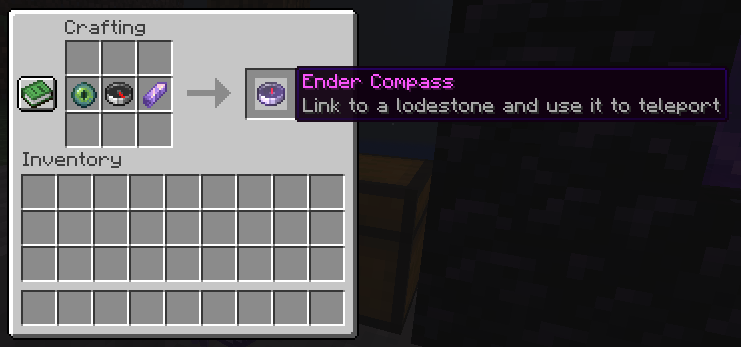 Crafting
Ender Compass
Link to a lodestone and use it to teleport
Inventory